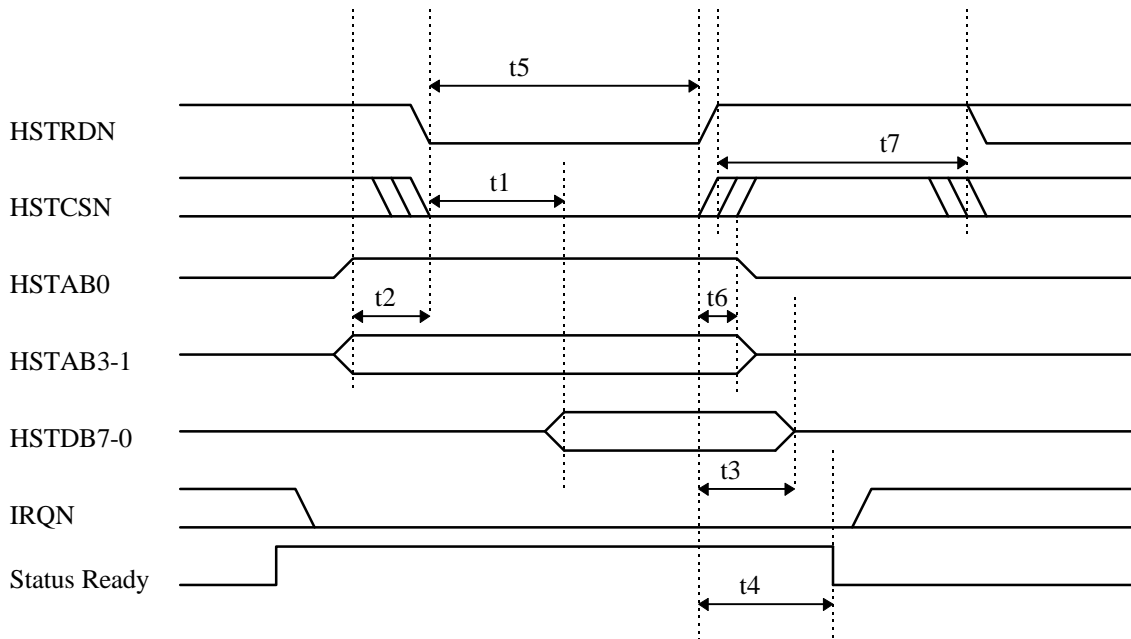 t5
HSTRDN
t7
t1
HSTCSN
HSTAB0
t2
t6
HSTAB3-1
HSTDB7-0
t3
IRQN
Status Ready
t4